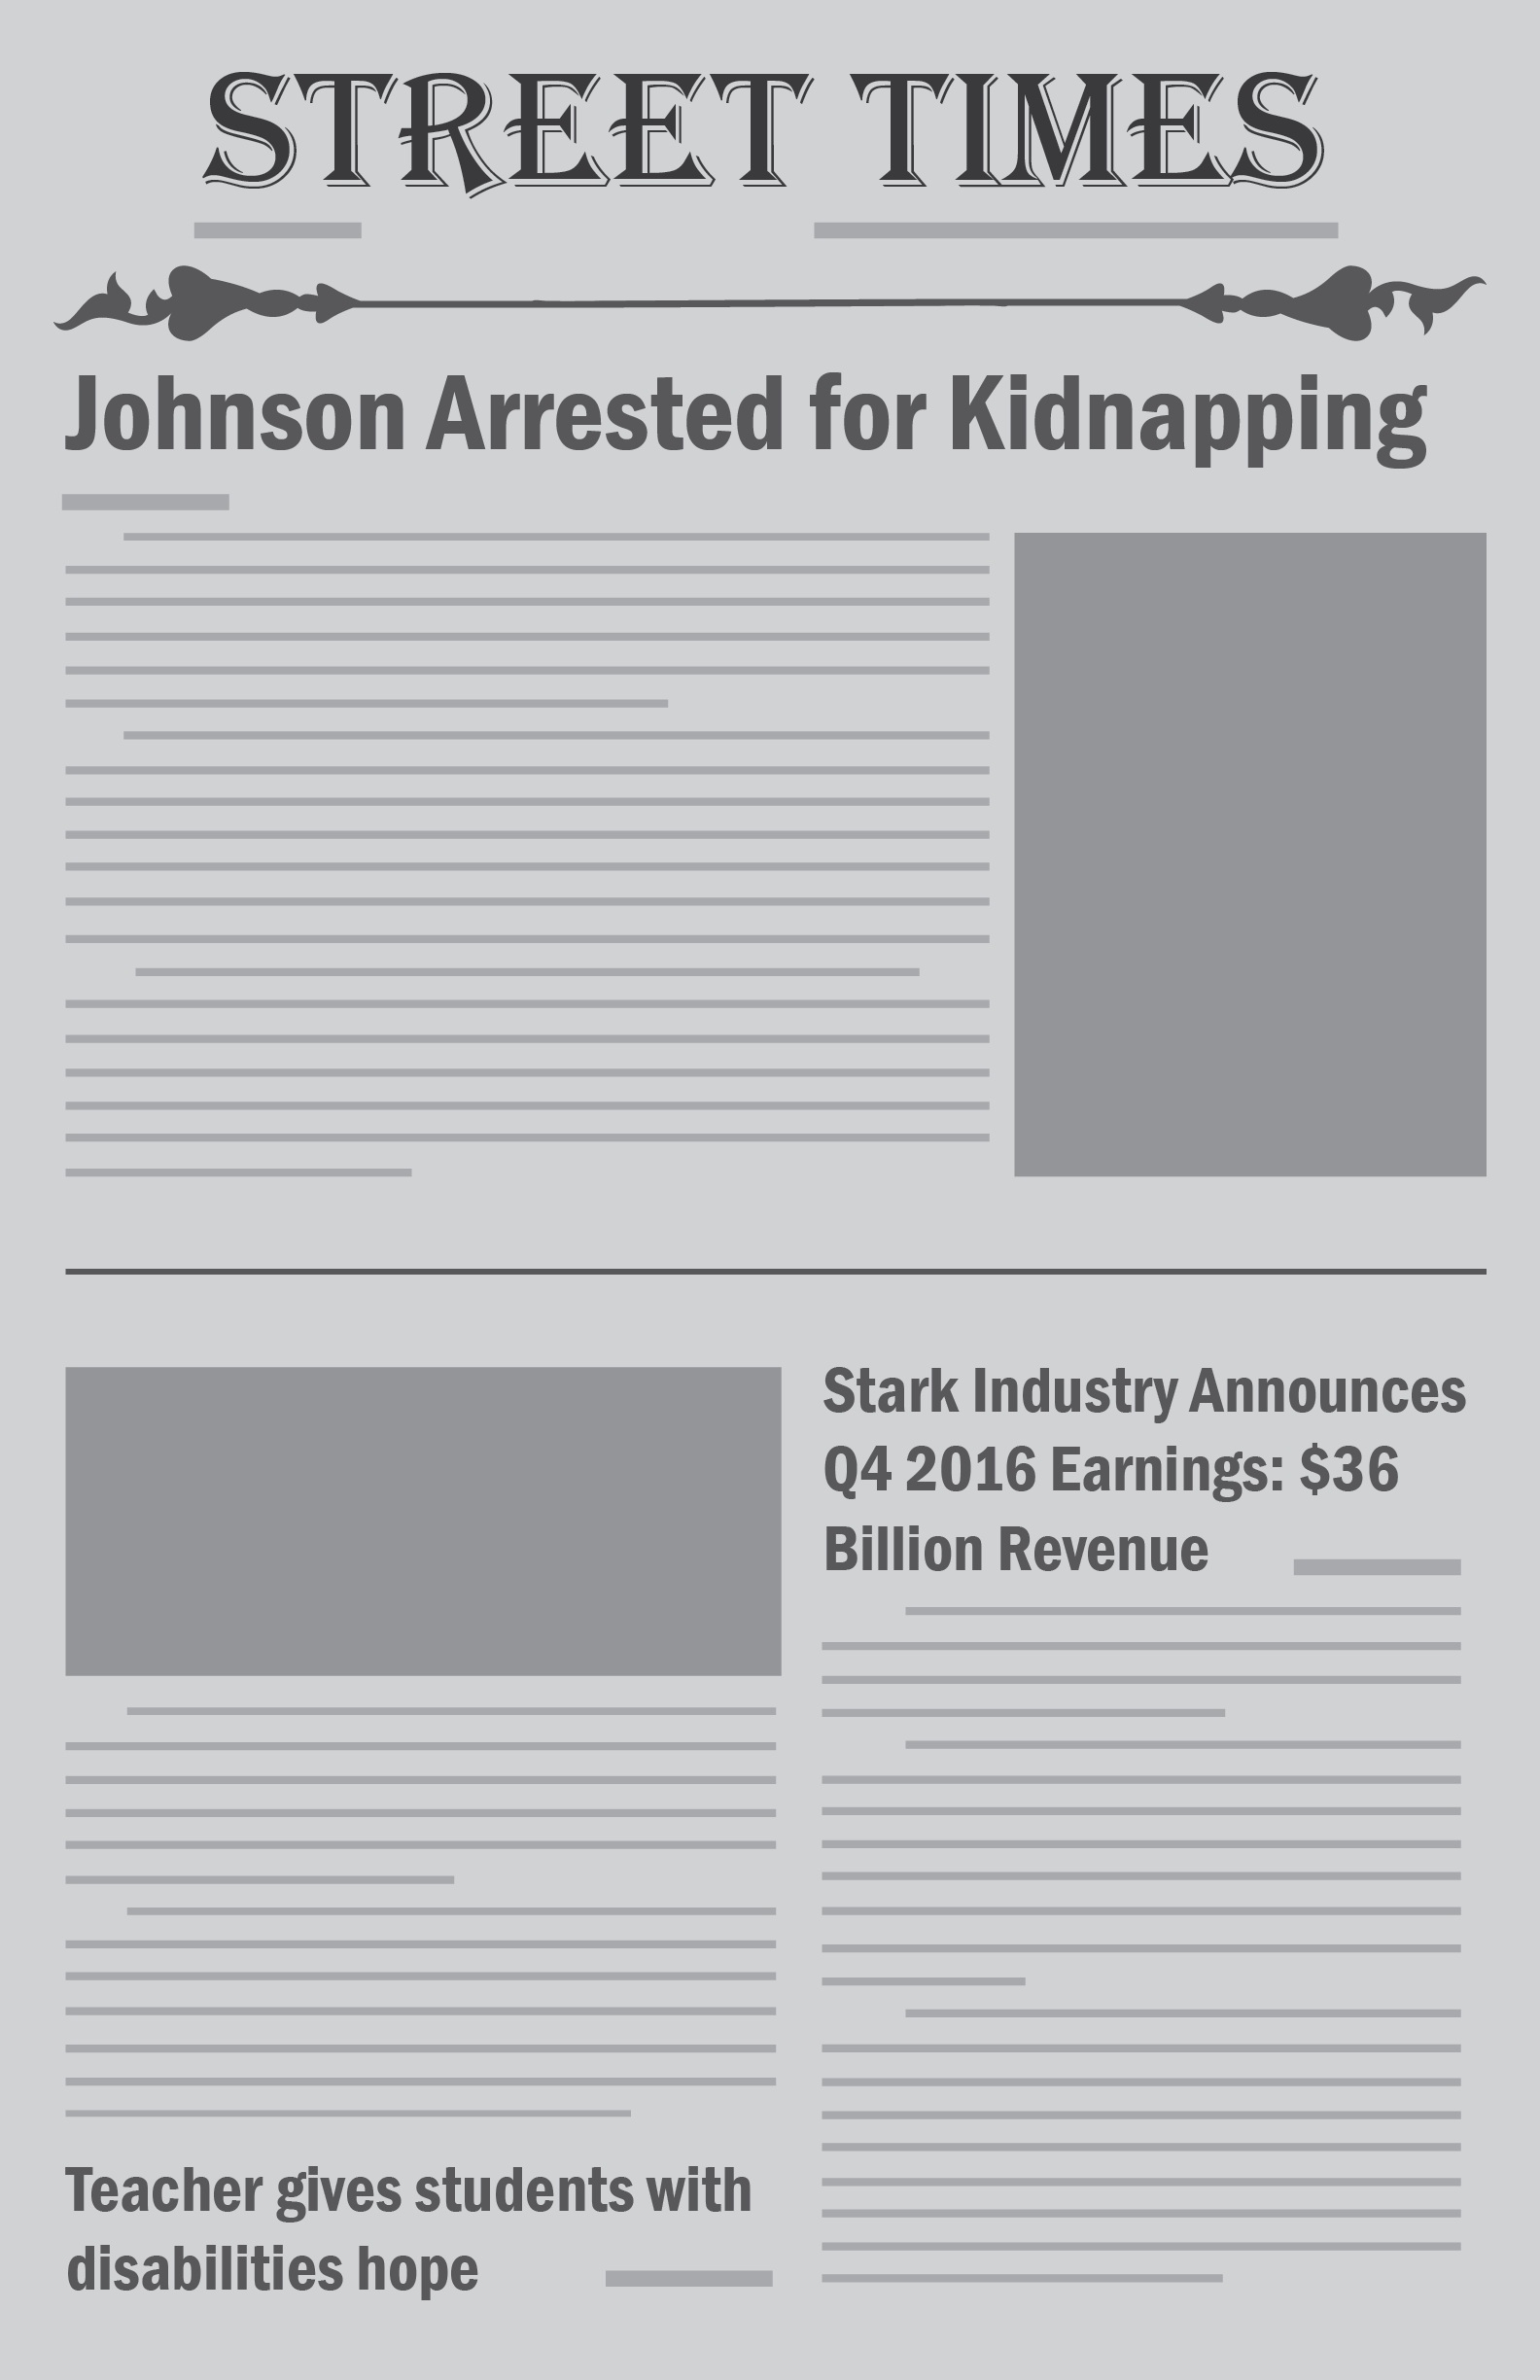 STREET TIMES
Johnson Arrested for Kidnapping
Stark Industry Announces
Q4 2016 Earnings: $36
Billion Revenue
Teacher gives students with
disabilities hope